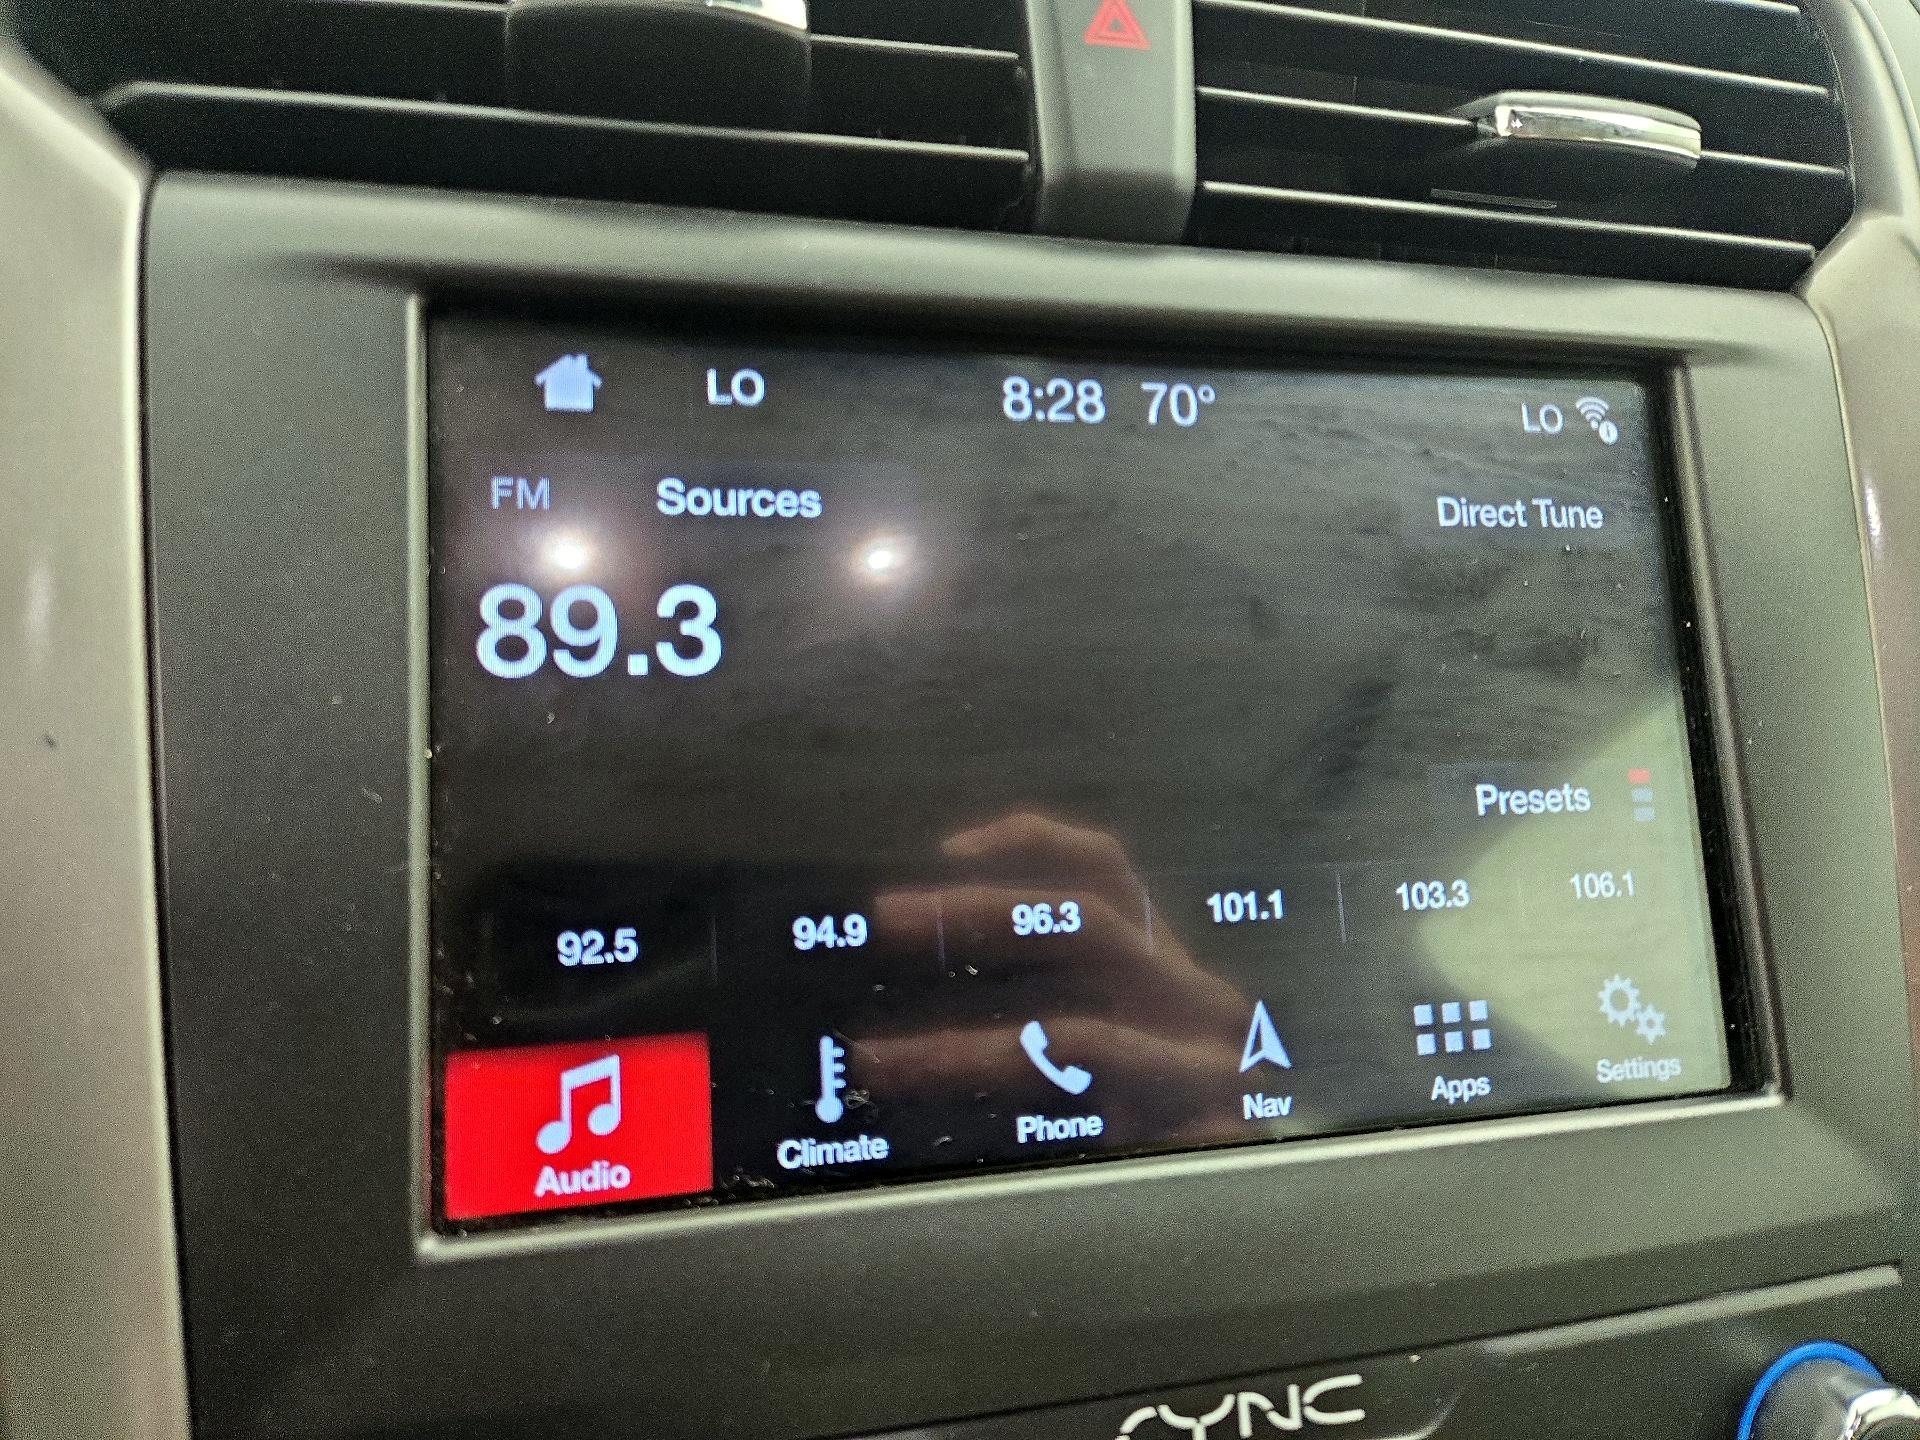 LO 8:28 70° LO
FM Sources Direct Tune
89.3
Presets
92.5 94.9 96.3 101.1 103.3 106.1
Audio Climate Phone Nav Apps Settings
SYNC